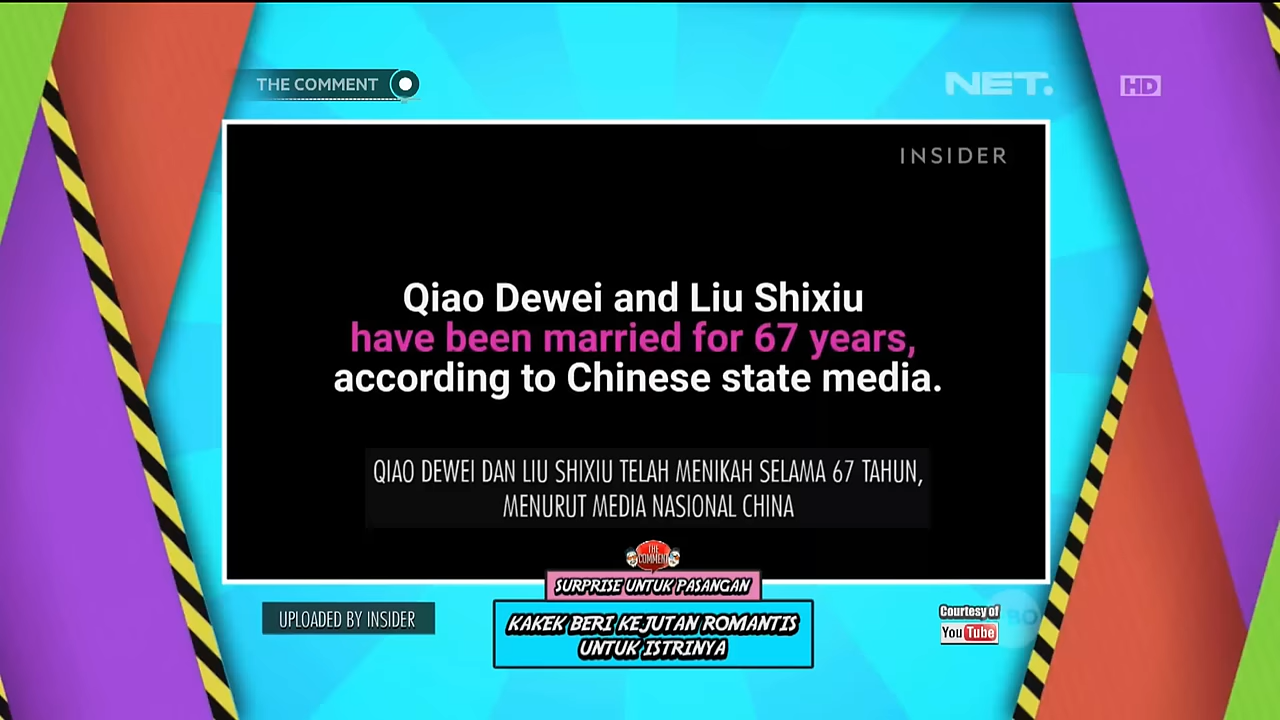 THE COMMENT
NET.
HD
INSIDER
Qiao Dewei and Liu Shixiu
have been married for 67 years,
according to Chinese state media.
QIAO DEWEI DAN LIU SHIXIU TELAH MENIKAH SELAMA 67 TAHUN,
MENURUT MEDIA NASIONAL CHINA
THE
COMMENT
SURPRISE UNTUK PASANGAN
KAKEK BERI KEJUTAN ROMANTIS
UNTUK ISTRINYA
UPLOADED BY INSIDER
Courtesy of
YouTube